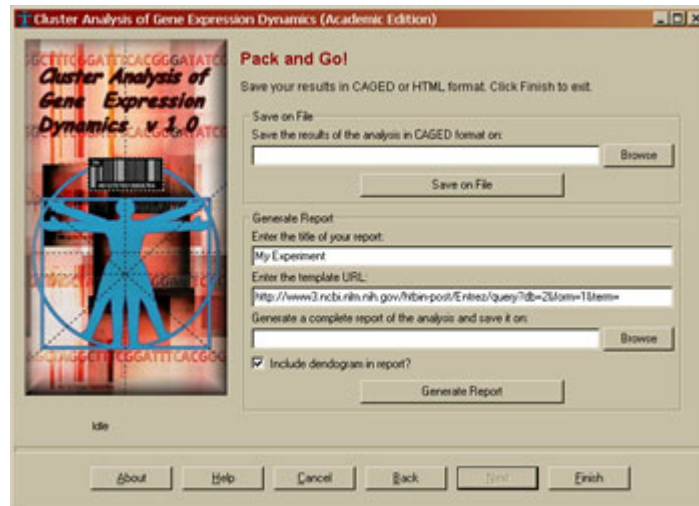 Cluster Analysis of Gene Expression Dynamics (Academic Edition)
Cluster Analysis of
Gene Expression
Dynamics v 1.0
Pack and Go!
Save your results in CAGED or HTML format. Click Finish to exit.
Save on File
Save the results of the analysis in CAGED format on:
Browse
Save on File
Generate Report
Enter the title of your report:
My Experiment
Enter the template URL:
http://www3.ncbi.nlm.nih.gov/htbin-post/Entrez/query?db=2&form=1&term=
Generate a complete report of the analysis and save it on:
Browse
Include dendogram in report?
Generate Report
Idle
About
Help
Cancel
Back
Next
Finish